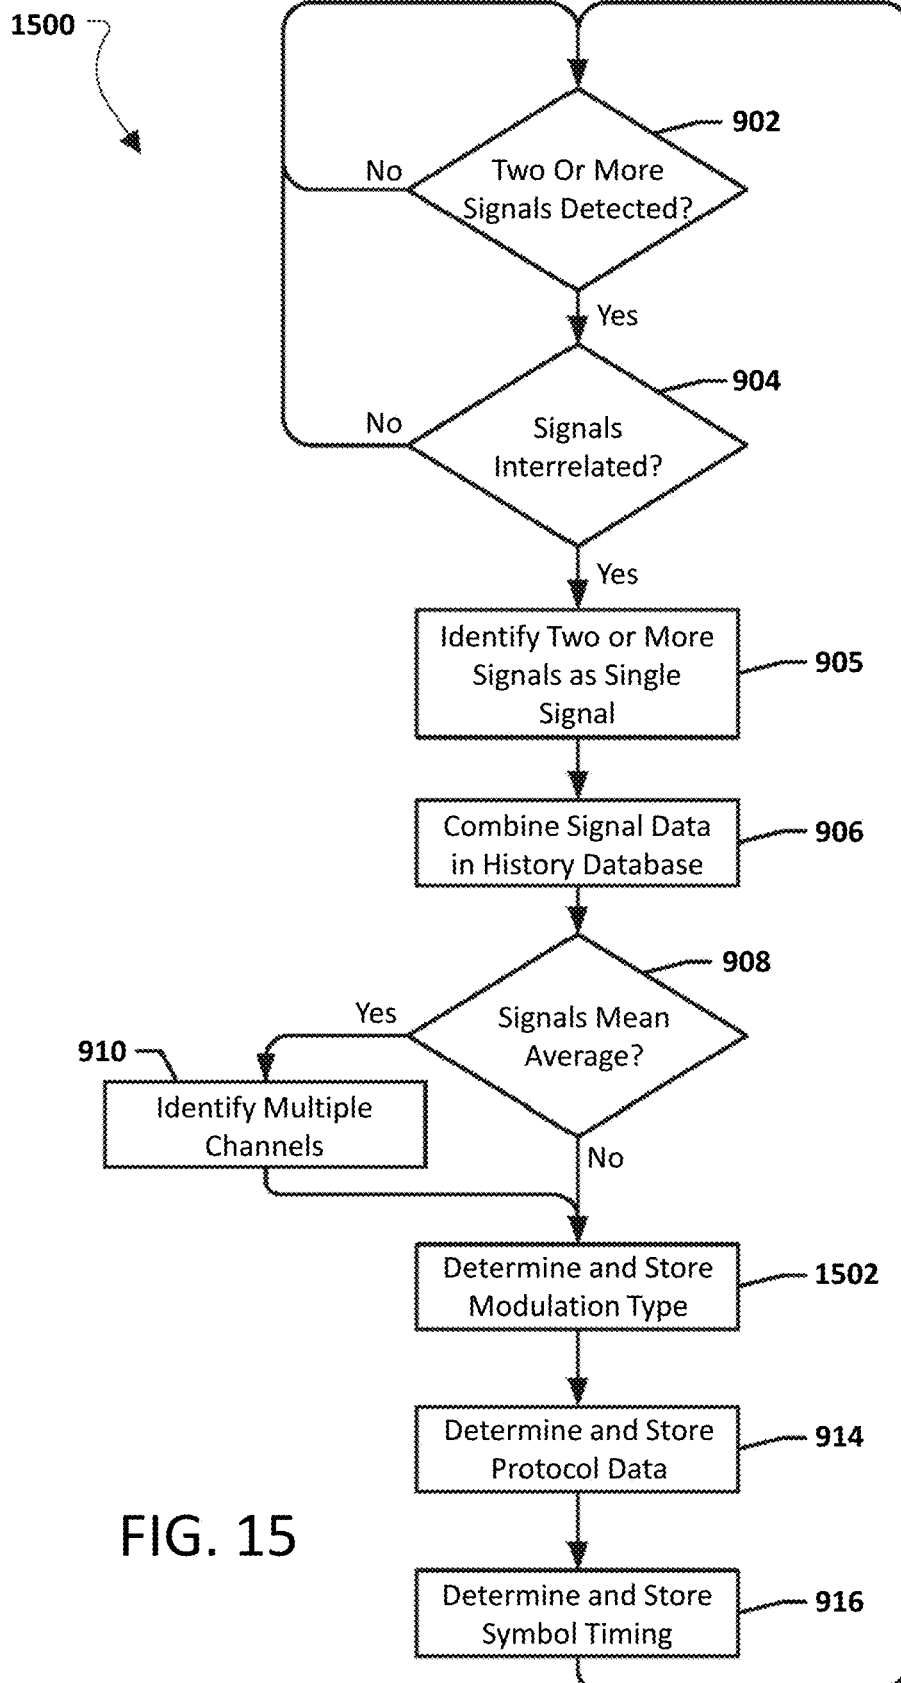 1500
902
Two Or More
Signals Detected?
No
Yes
904
Signals
Interrelated?
No
Yes
Identify Two or More
Signals as Single
Signal
905
Combine Signal Data
in History Database
906
908
Signals Mean
Average?
Yes
910
Identify Multiple
Channels
No
Determine and Store
Modulation Type
1502
Determine and Store
Protocol Data
914
FIG. 15
Determine and Store
Symbol Timing
916